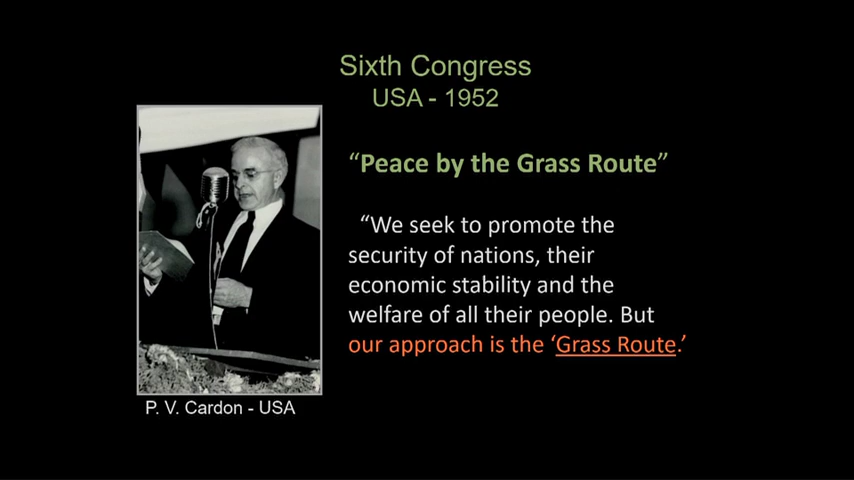 Sixth Congress
USA - 1952
“Peace by the Grass Route”
“We seek to promote the
security of nations, their
economic stability and the
welfare of all their people. But
our approach is the ‘Grass Route.’
P. V. Cardon - USA